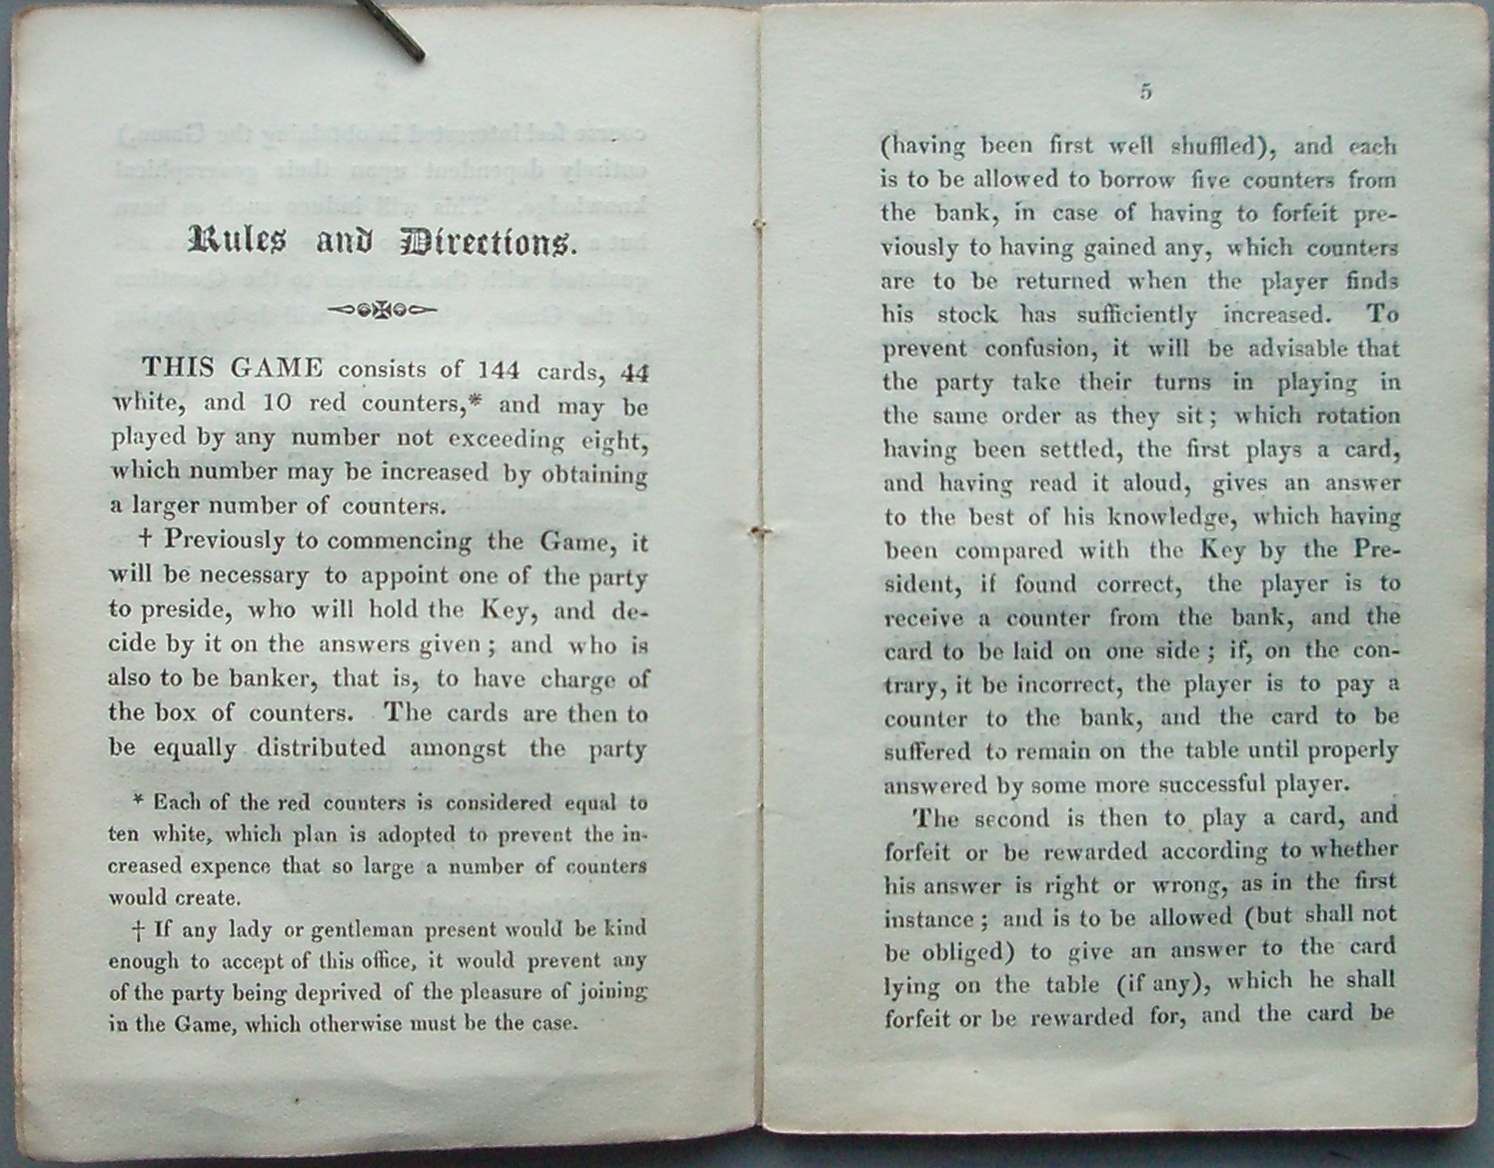 Rules and Directions.
THIS GAME consists of 144 cards, 44
white, and 10 red counters,* and may be
played by any number not exceeding eight,
which number may be increased by obtaining
a larger number of counters.
† Previously to commencing the Game, it
will be necessary to appoint one of the party
to preside, who will hold the Key, and de-
cide by it on the answers given ; and who is
also to be banker, that is, to have charge of
the box of counters. The cards are then to
be equally distributed amongst the party
* Each of the red counters is considered equal to
ten white, which plan is adopted to prevent the in-
creased expence that so large a number of counters
would create.
† If any lady or gentleman present would be kind
enough to accept of this office, it would prevent any
of the party being deprived of the pleasure of joining
in the Game, which otherwise must be the case.
5
(having been first well shuffled), and each
is to be allowed to borrow five counters from
the bank, in case of having to forfeit pre-
viously to having gained any, which counters
are to be returned when the player finds
his stock has sufficiently increased. To
prevent confusion, it will be advisable that
the party take their turns in playing in
the same order as they sit ; which rotation
having been settled, the first plays a card,
and having read it aloud, gives an answer
to the best of his knowledge, which having
been compared with the Key by the Pre-
sident, if found correct, the player is to
receive a counter from the bank, and the
card to be laid on one side ; if, on the con-
trary, it be incorrect, the player is to pay a
counter to the bank, and the card to be
suffered to remain on the table until properly
answered by some more successful player.
The second is then to play a card, and
forfeit or be rewarded according to whether
his answer is right or wrong, as in the first
instance ; and is to be allowed (but shall not
be obliged) to give an answer to the card
lying on the table (if any), which he shall
forfeit or be rewarded for, and the card be